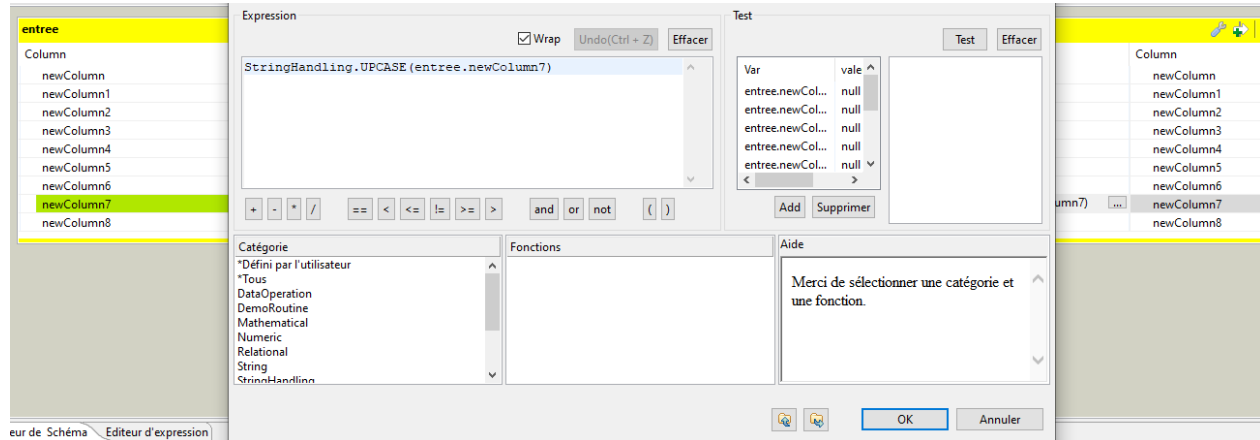 entree
Column
newColumn
newColumn1
newColumn2
newColumn3
newColumn4
newColumn5
newColumn6
newColumn7
newColumn8
Expression
Wrap Undo(Ctrl + Z) Effacer
StringHandling.UPCASE(entree.newColumn7)
+ - * / == < <= != >= > and or not ( )
Test
Test Effacer
Var vale
entree.newCol... null
entree.newCol... null
entree.newCol... null
entree.newCol... null
entree.newCol... null
Add Supprimer
Catégorie
*Défini par l'utilisateur
*Tous
DataOperation
DemoRoutine
Mathematical
Numeric
Relational
String
StringHandling
Fonctions
Aide
Merci de sélectionner une catégorie et
une fonction.
OK Annuler
Column
newColumn
newColumn1
newColumn2
newColumn3
newColumn4
newColumn5
newColumn6
umn7) ... newColumn7
newColumn8
eur de Schéma Editeur d'expression